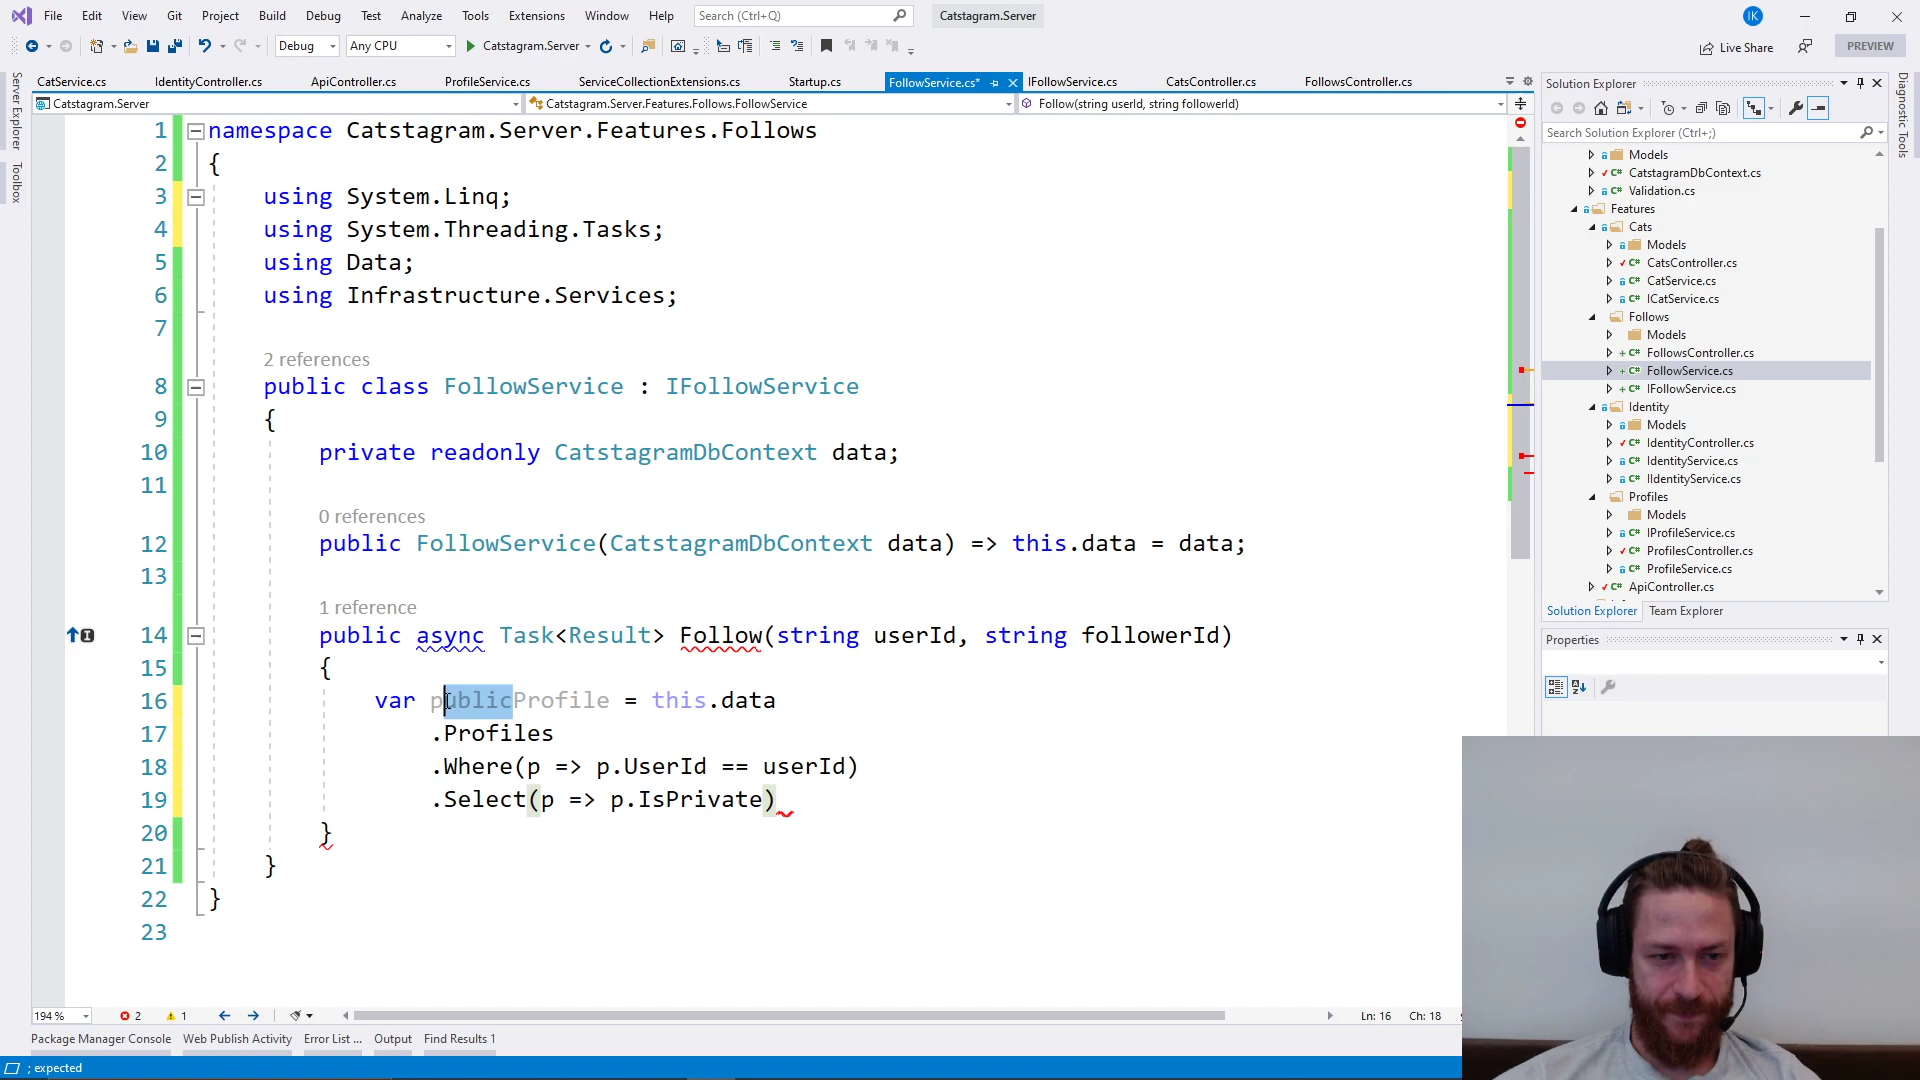 File Edit View Git Project Build Debug Test Analyze Tools Extensions Window Help Search (Ctrl+Q) Catstagram.Server IK
Debug Any CPU Catstagram.Server Live Share PREVIEW
CatService.cs IdentityController.cs ApiController.cs ProfileService.cs ServiceCollectionExtensions.cs Startup.cs FollowService.cs* IFollowService.cs CatsController.cs FollowsController.cs
Catstagram.Server Catstagram.Server.Features.Follows.FollowService Follow(string userId, string followerId)
Server Explorer
Toolbox
1 namespace Catstagram.Server.Features.Follows
2 {
3 using System.Linq;
4 using System.Threading.Tasks;
5 using Data;
6 using Infrastructure.Services;
7
2 references
8 public class FollowService : IFollowService
9 {
10 private readonly CatstagramDbContext data;
11
0 references
12 public FollowService(CatstagramDbContext data) => this.data = data;
13
1 reference
14 public async Task<Result> Follow(string userId, string followerId)
15 {
16 var publicProfile = this.data
17 .Profiles
18 .Where(p => p.UserId == userId)
19 .Select(p => p.IsPrivate)
20 }
21 }
22 }
23
194 % 2 1 Ln: 16 Ch: 18
Package Manager Console Web Publish Activity Error List ... Output Find Results 1
; expected
Solution Explorer
Search Solution Explorer (Ctrl+;)
Models
C# CatstagramDbContext.cs
C# Validation.cs
Features
Cats
Models
C# CatsController.cs
C# CatService.cs
C# ICatService.cs
Follows
Models
C# FollowsController.cs
C# FollowService.cs
C# IFollowService.cs
Identity
Models
C# IdentityController.cs
C# IdentityService.cs
C# IIdentityService.cs
Profiles
Models
C# IProfileService.cs
C# ProfilesController.cs
C# ProfileService.cs
C# ApiController.cs
Solution Explorer Team Explorer
Properties
Diagnostic Tools